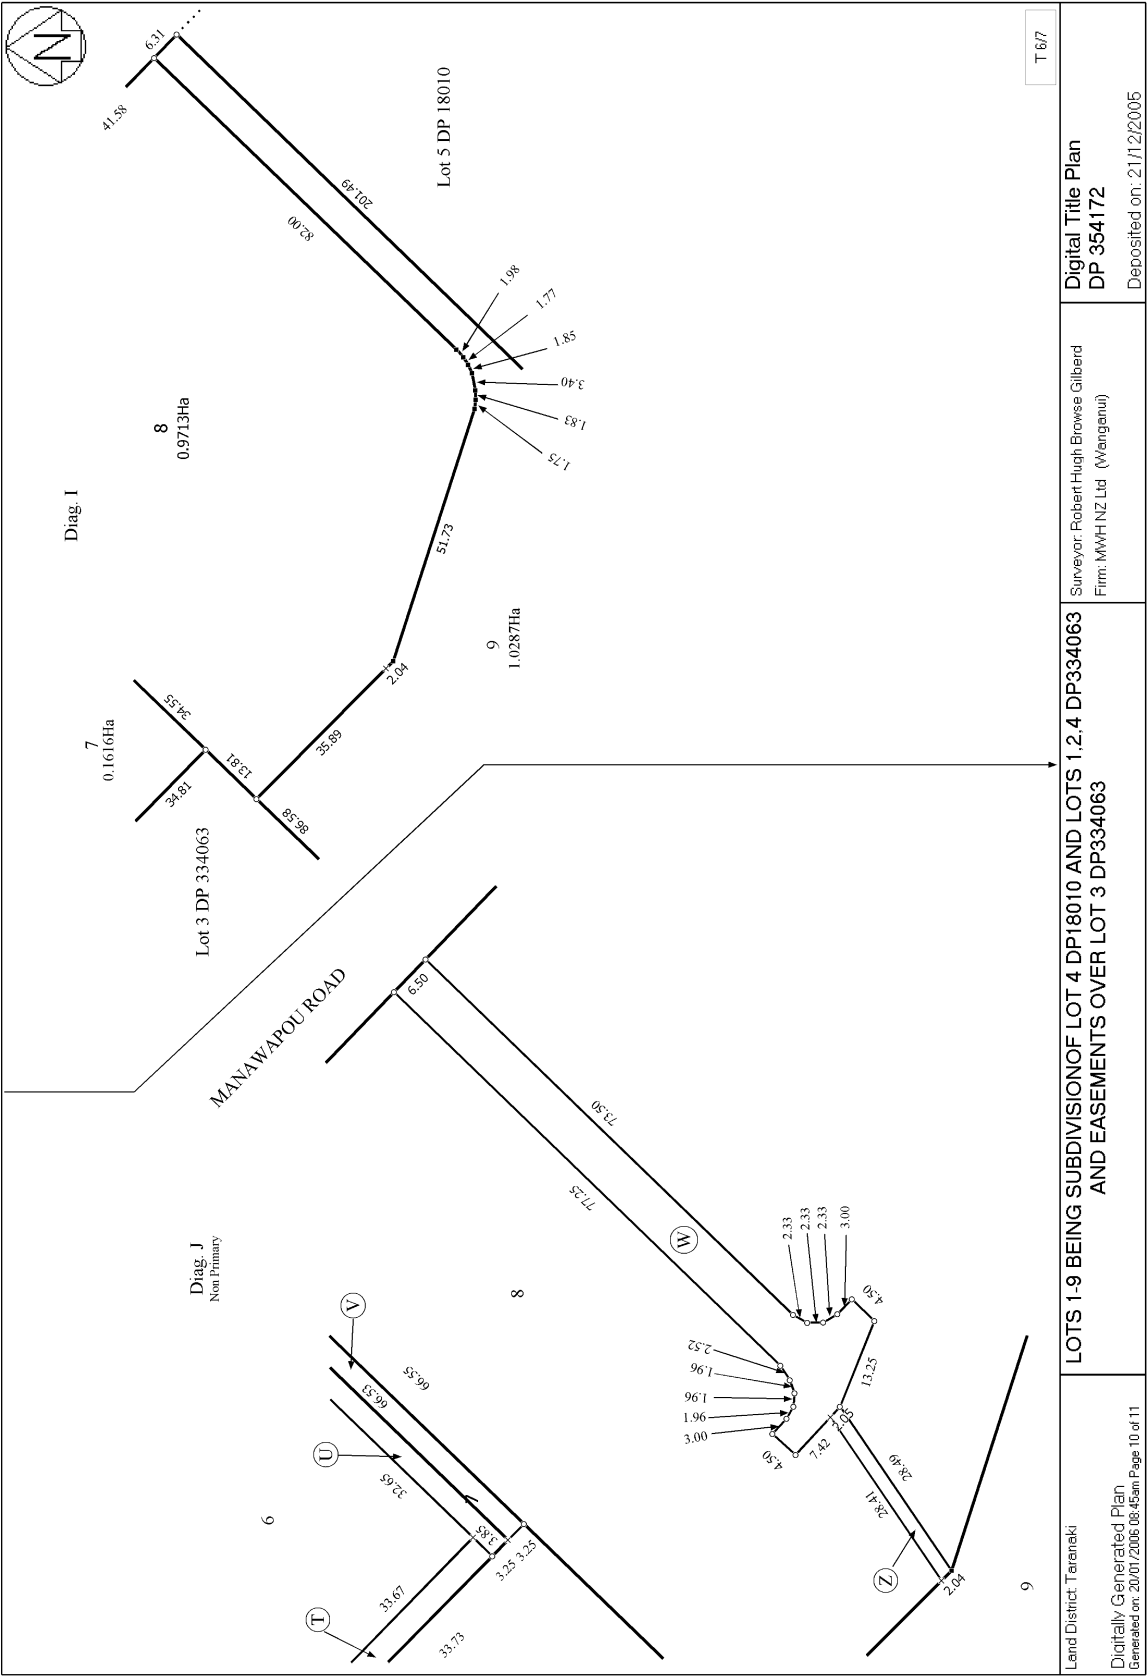 N
T 6/7
Diag. I
6.31
41.58
Lot 5 DP 18010
201.49
82.00
1.98
1.77
1.85
3.40
1.83
1.75
8
0.9713Ha
51.73
9
1.0287Ha
2.04
35.89
7
0.1616Ha
34.55
34.81
13.81
86.58
Lot 3 DP 334063
MANAWAPOU ROAD
6.50
73.50
77.25
W
Diag. J
Non Primary
8
2.33
2.33
2.33
3.00
4.50
13.25
2.52
1.96
1.96
1.96
3.00
4.50
7.42
2.05
28.49
28.41
Z
2.04
9
V
66.55
66.53
U
32.65
6
3.85
3.25
3.25
T
33.67
33.73
Land District: Taranaki
Digitally Generated Plan
Generated on: 20/01/2006 08:45am Page 10 of 11
LOTS 1-9 BEING SUBDIVISIONOF LOT 4 DP18010 AND LOTS 1,2,4 DP334063
AND EASEMENTS OVER LOT 3 DP334063
Surveyor: Robert Hugh Browse Gilberd
Firm: MWH NZ Ltd (Wanganui)
Digital Title Plan
DP 354172
Deposited on: 21/12/2005